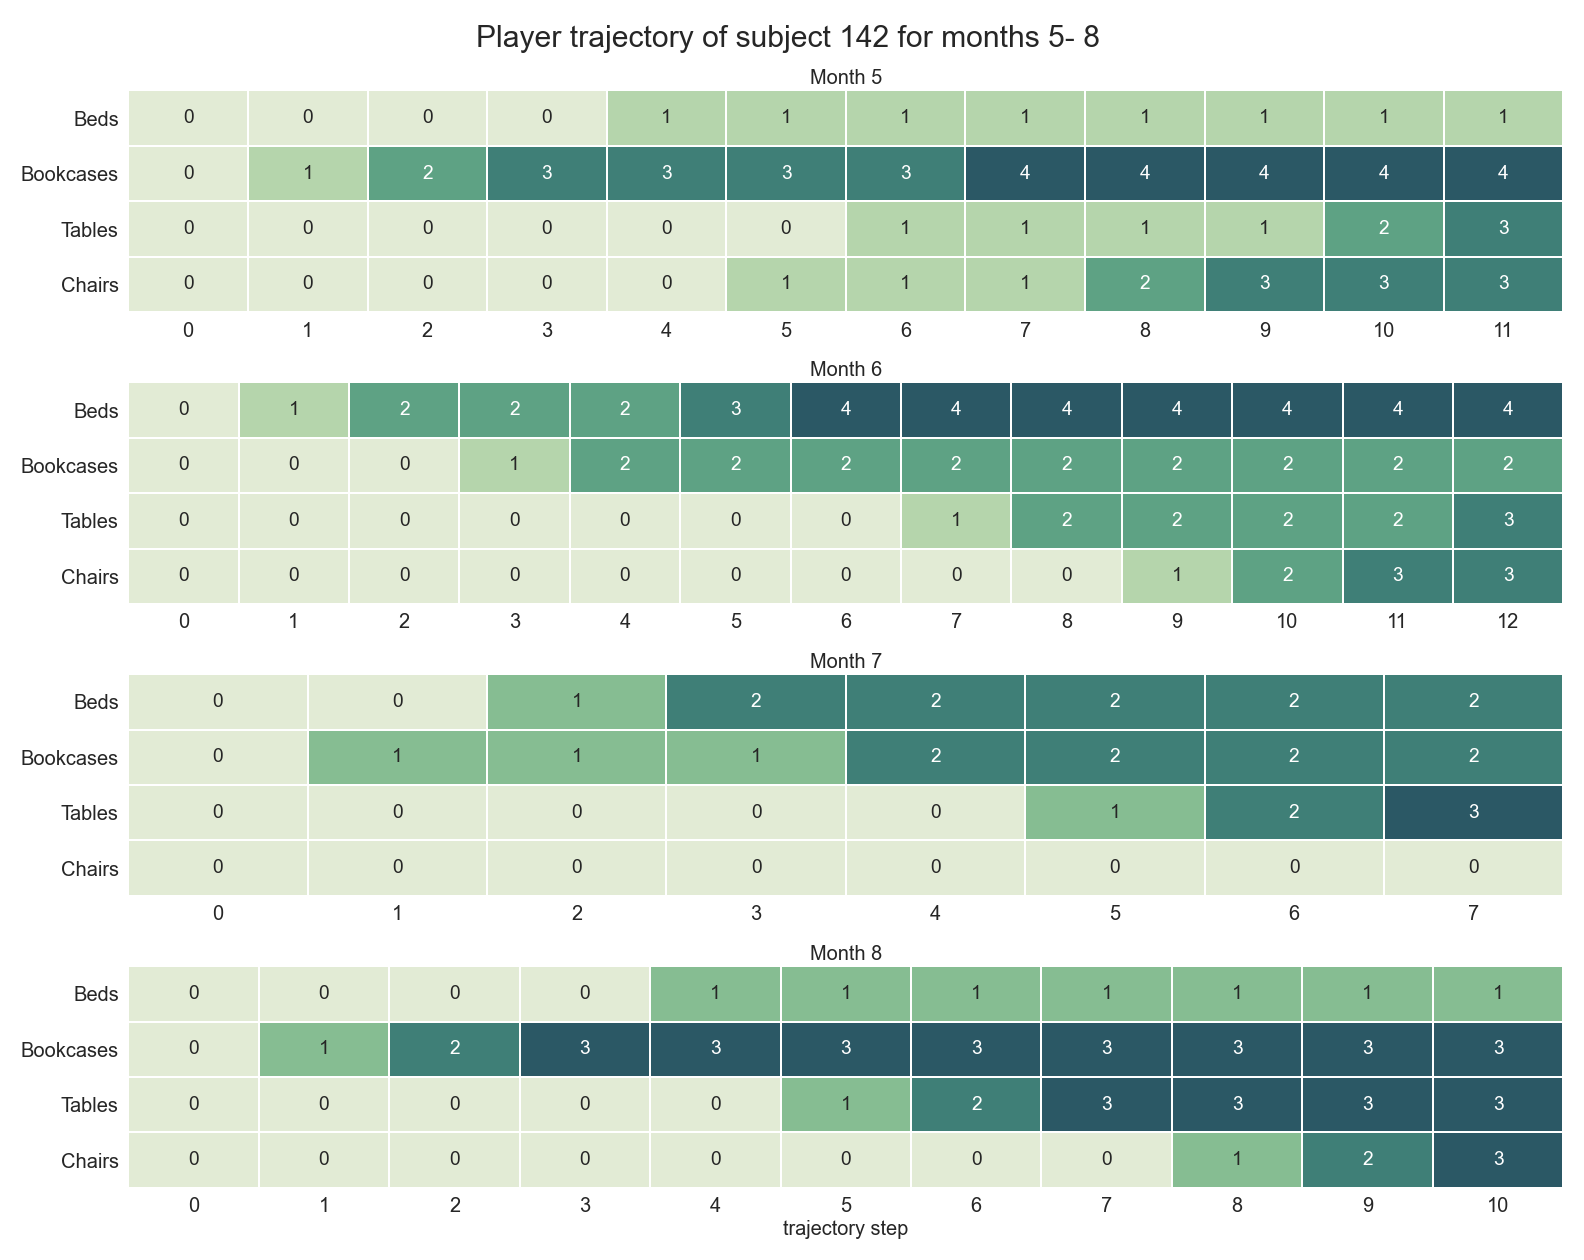 Player trajectory of subject 142 for months 5- 8
Month 5
Beds 0 0 0 0 1 1 1 1 1 1 1 1
Bookcases 0 1 2 3 3 3 3 4 4 4 4 4
Tables 0 0 0 0 0 0 1 1 1 1 2 3
Chairs 0 0 0 0 0 1 1 1 2 3 3 3
0 1 2 3 4 5 6 7 8 9 10 11
Month 6
Beds 0 1 2 2 2 3 4 4 4 4 4 4 4
Bookcases 0 0 0 1 2 2 2 2 2 2 2 2 2
Tables 0 0 0 0 0 0 0 1 2 2 2 2 3
Chairs 0 0 0 0 0 0 0 0 0 1 2 3 3
0 1 2 3 4 5 6 7 8 9 10 11 12
Month 7
Beds 0 0 1 2 2 2 2 2
Bookcases 0 1 1 1 2 2 2 2
Tables 0 0 0 0 0 1 2 3
Chairs 0 0 0 0 0 0 0 0
0 1 2 3 4 5 6 7
Month 8
Beds 0 0 0 0 1 1 1 1 1 1 1
Bookcases 0 1 2 3 3 3 3 3 3 3 3
Tables 0 0 0 0 0 1 2 3 3 3 3
Chairs 0 0 0 0 0 0 0 0 1 2 3
0 1 2 3 4 5 6 7 8 9 10
trajectory step